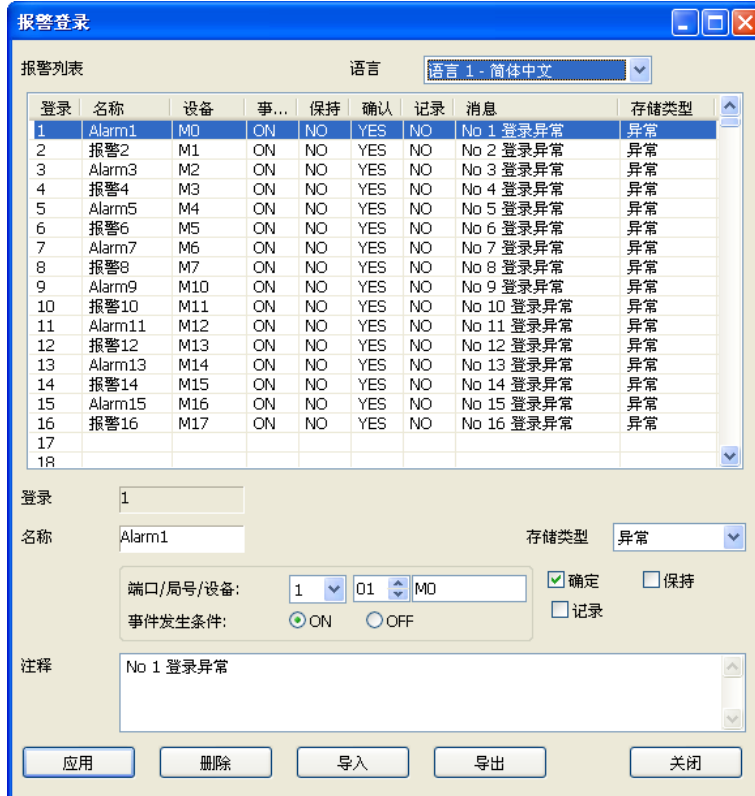 报警登录
报警列表 语言 语言 1 - 简体中文
登录 名称 设备 事... 保持 确认 记录 消息 存储类型
1 Alarm1 M0 ON NO YES NO No 1 登录异常 异常
2 报警2 M1 ON NO YES NO No 2 登录异常 异常
3 Alarm3 M2 ON NO YES NO No 3 登录异常 异常
4 报警4 M3 ON NO YES NO No 4 登录异常 异常
5 Alarm5 M4 ON NO YES NO No 5 登录异常 异常
6 报警6 M5 ON NO YES NO No 6 登录异常 异常
7 Alarm7 M6 ON NO YES NO No 7 登录异常 异常
8 报警8 M7 ON NO YES NO No 8 登录异常 异常
9 Alarm9 M10 ON NO YES NO No 9 登录异常 异常
10 报警10 M11 ON NO YES NO No 10 登录异常 异常
11 Alarm11 M12 ON NO YES NO No 11 登录异常 异常
12 报警12 M13 ON NO YES NO No 12 登录异常 异常
13 Alarm13 M14 ON NO YES NO No 13 登录异常 异常
14 报警14 M15 ON NO YES NO No 14 登录异常 异常
15 Alarm15 M16 ON NO YES NO No 15 登录异常 异常
16 报警16 M17 ON NO YES NO No 16 登录异常 异常
17
18
登录 1
名称 Alarm1 存储类型 异常
端口/局号/设备: 1 01 M0 确定 保持
事件发生条件: ON OFF 记录
注释 No 1 登录异常
应用 删除 导入 导出 关闭